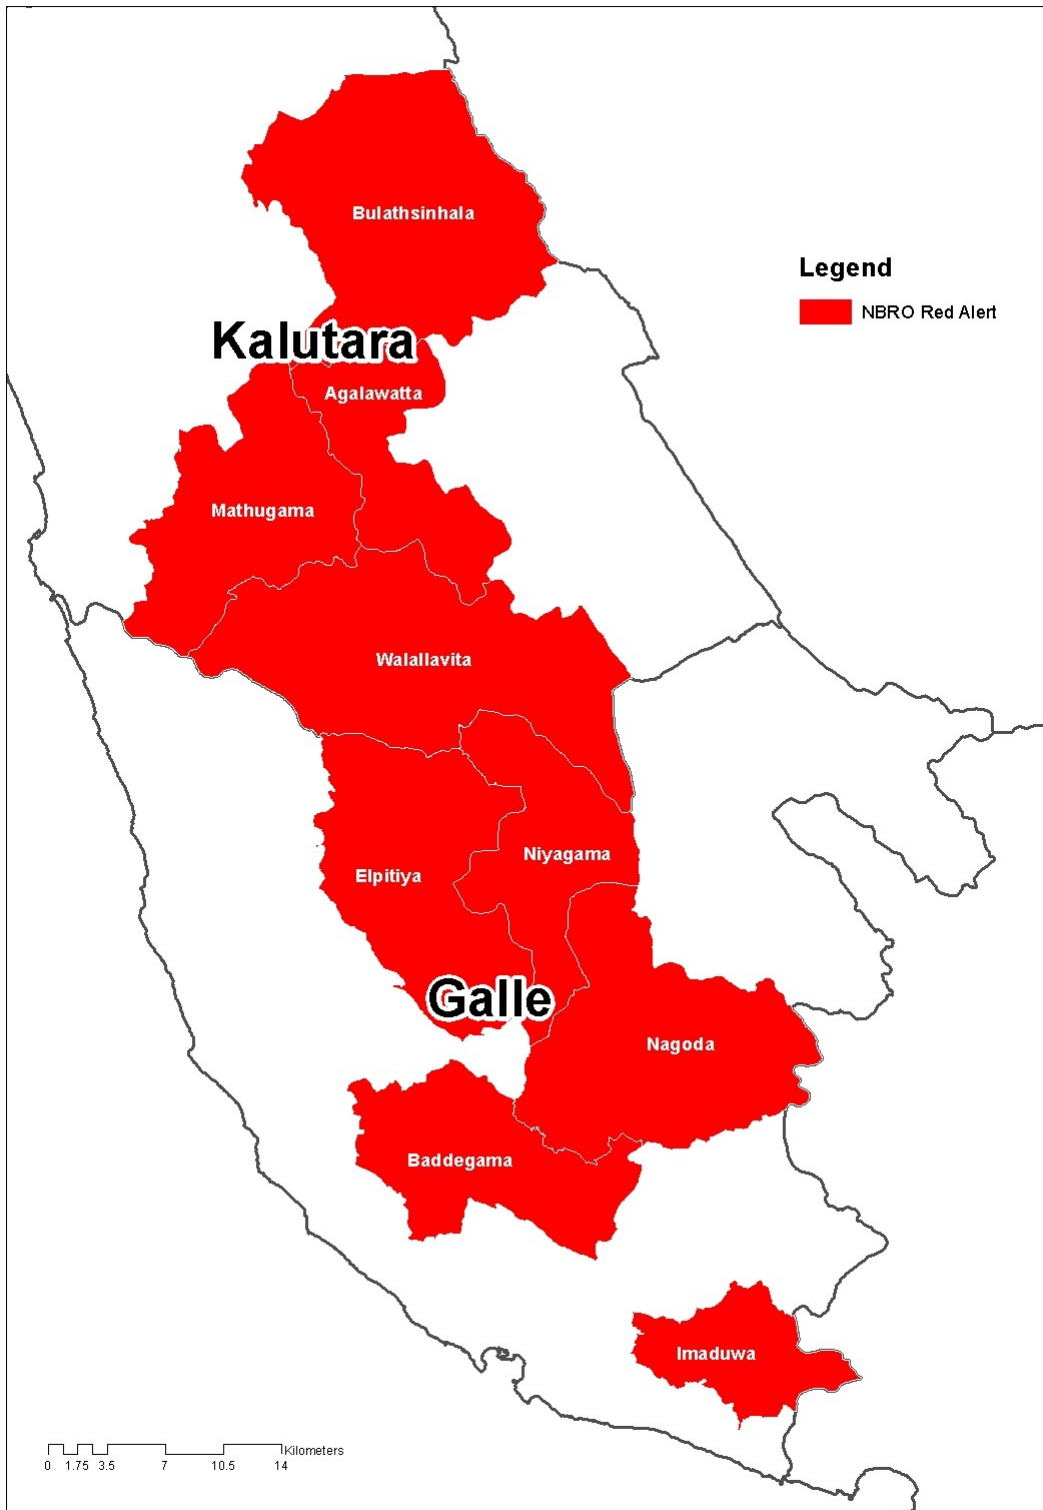 Bulathsinhala
Legend
NBRO Red Alert
Kalutara
Agalawatta
Mathugama
Walallavita
Niyagama
Elpitiya
Galle
Nagoda
Baddegama
Imaduwa
Kilometers
0 1.75 3.5 7 10.5 14